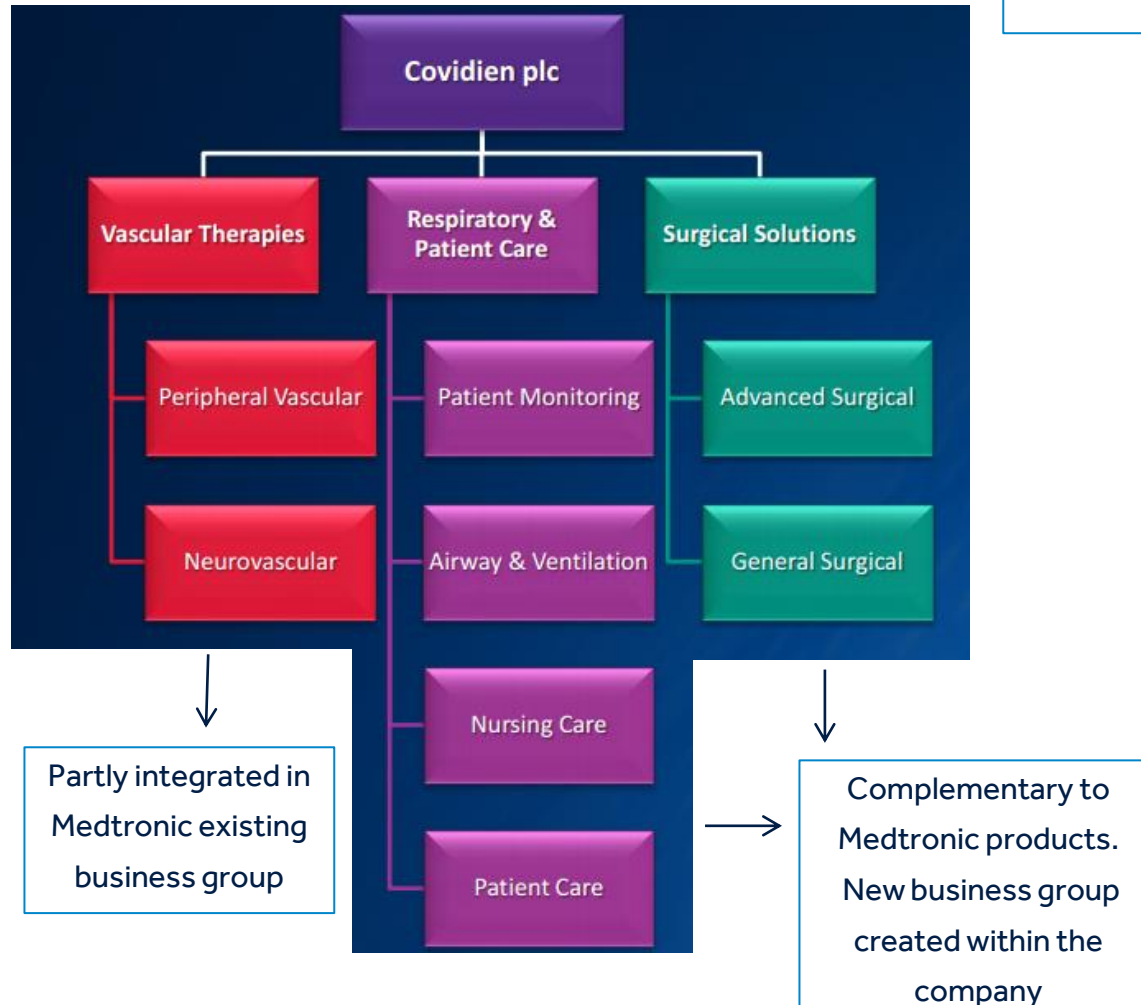 Covidien plc
Vascular Therapies
Respiratory &
Patient Care
Surgical Solutions
Peripheral Vascular
Patient Monitoring
Advanced Surgical
Neurovascular
Airway & Ventilation
General Surgical
Nursing Care
Patient Care
Partly integrated in
Medtronic existing
business group
Complementary to
Medtronic products.
New business group
created within the
company